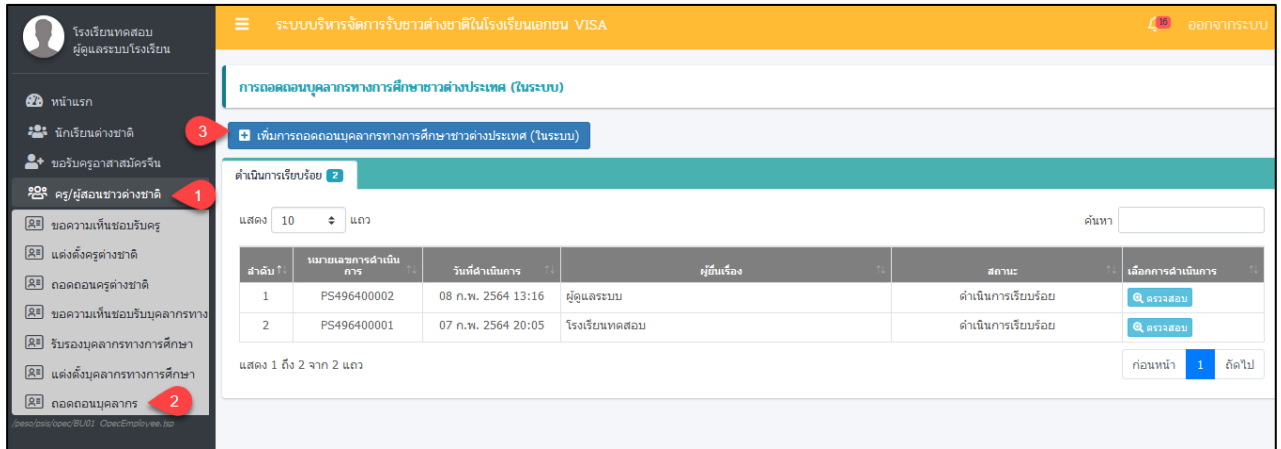 โรงเรียนทดสอบ
ผู้ดูแลระบบโรงเรียน
ระบบบริหารจัดการรับชาวต่างชาติในโรงเรียนเอกชน VISA
16
ออกจากระบบ
หน้าแรก
นักเรียนต่างชาติ
ขอรับครูอาสาสมัครจีน
ครู/ผู้สอนชาวต่างชาติ
1
ขอความเห็นชอบรับครู
แต่งตั้งครูต่างชาติ
ถอดถอนครูต่างชาติ
ขอความเห็นชอบรับบุคลากรทาง
รับรองบุคลากรทางการศึกษา
แต่งตั้งบุคลากรทางการศึกษา
ถอดถอนบุคลากร
2
/peso/psis/opec/BU01_OpecEmployee.jsp
การถอดถอนบุคลากรทางการศึกษาชาวต่างประเทศ (ในระบบ)
3
เพิ่มการถอดถอนบุคลากรทางการศึกษาชาวต่างประเทศ (ในระบบ)
ดำเนินการเรียบร้อย 2
แสดง 10 แถว
ค้นหา
ลำดับ หมายเลขการดำเนินการ วันที่ดำเนินการ ผู้ยื่นเรื่อง สถานะ เลือกการดำเนินการ
1 PS496400002 08 ก.พ. 2564 13:16 ผู้ดูแลระบบ ดำเนินการเรียบร้อย ตรวจสอบ
2 PS496400001 07 ก.พ. 2564 20:05 โรงเรียนทดสอบ ดำเนินการเรียบร้อย ตรวจสอบ
แสดง 1 ถึง 2 จาก 2 แถว
ก่อนหน้า 1 ถัดไป